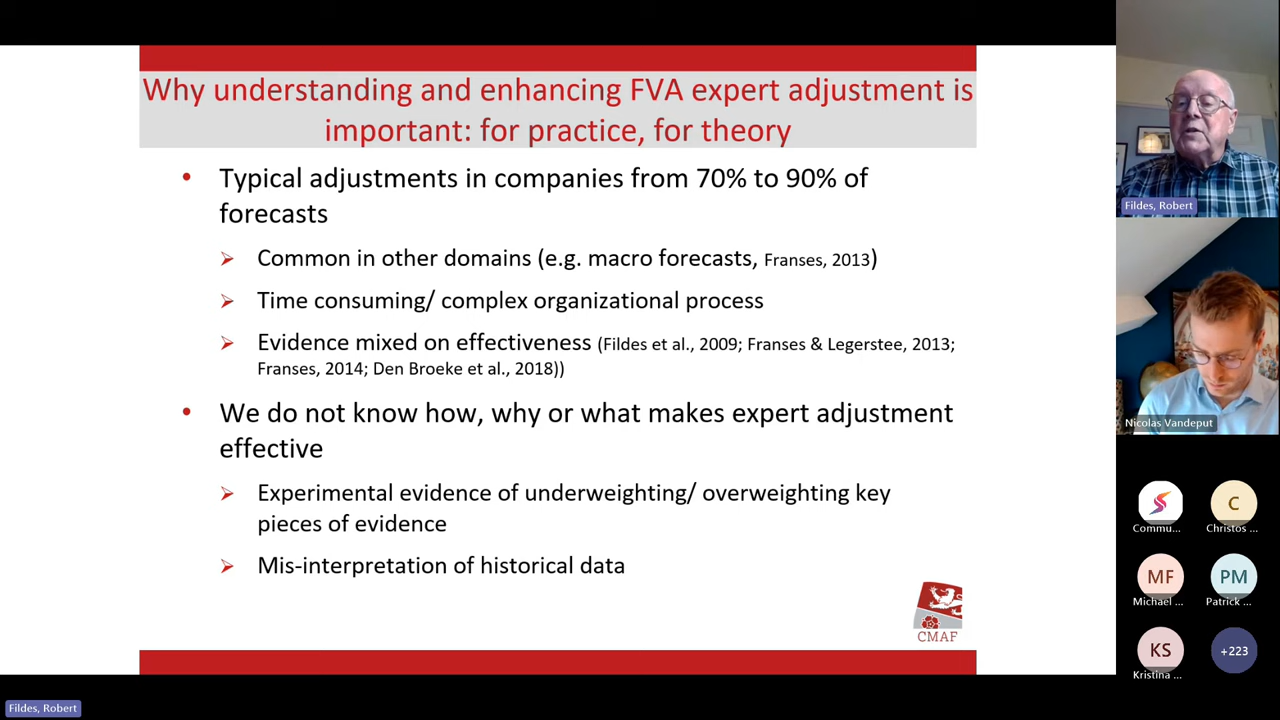 Why understanding and enhancing FVA expert adjustment is
important: for practice, for theory
• Typical adjustments in companies from 70% to 90% of
forecasts
➢ Common in other domains (e.g. macro forecasts, Franses, 2013)
➢ Time consuming/ complex organizational process
➢ Evidence mixed on effectiveness (Fildes et al., 2009; Franses & Legerstee, 2013;
Franses, 2014; Den Broeke et al., 2018))
• We do not know how, why or what makes expert adjustment
effective
➢ Experimental evidence of underweighting/ overweighting key
pieces of evidence
➢ Mis-interpretation of historical data
CMAF
Fildes, Robert
Nicolas Vandeput
C
Commu...
Christos ...
MF
PM
Michael ...
Patrick ...
KS
+223
Kristina ...
Fildes, Robert